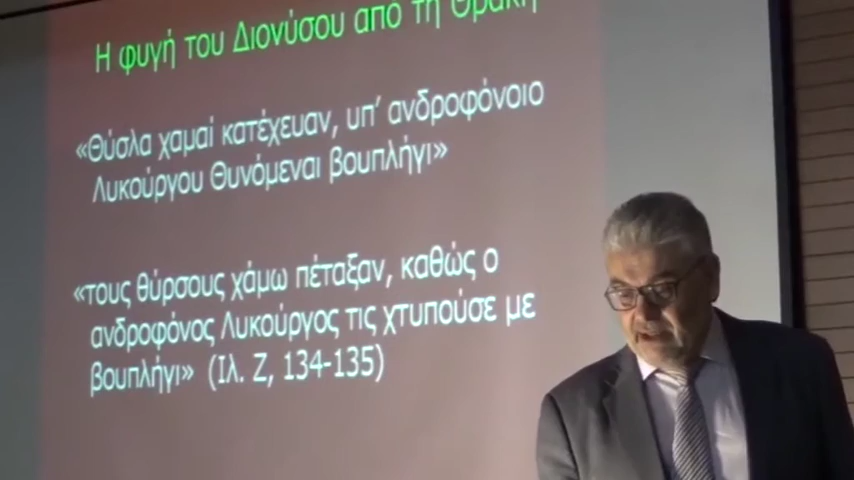 Η φυγή του Διονύσου από τη Θράκη
«Θύσλα χαμαί κατέχευαν, υπ’ ανδροφόνοιο
Λυκούργου θυνόμεναι βουπλήγι»
«τους θύρσους χάμω πέταξαν, καθώς ο
ανδροφόνος Λυκούργος τις χτυπούσε με
βουπλήγι» (Ιλ. Ζ, 134-135)